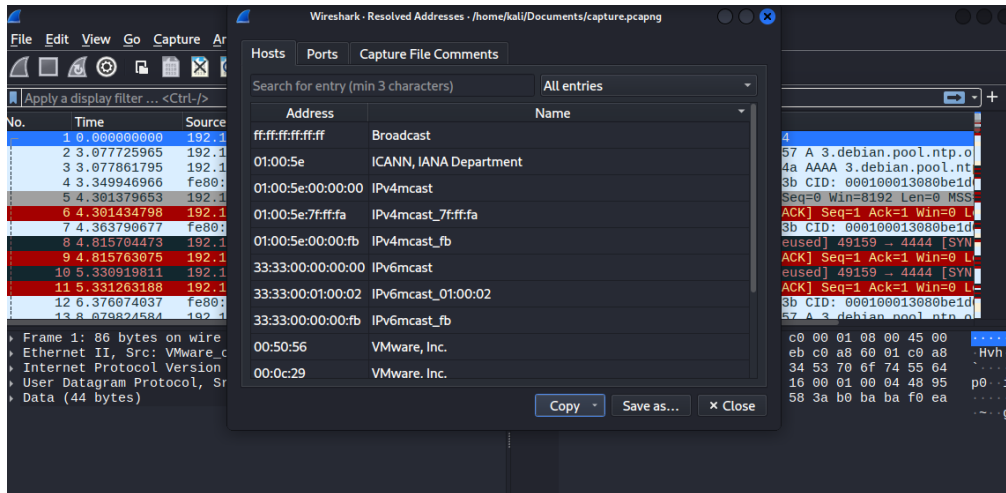 Wireshark · Resolved Addresses · /home/kali/Documents/capture.pcapng
File Edit View Go Capture
Hosts Ports Capture File Comments
Search for entry (min 3 characters) All entries
Apply a display filter ... <Ctrl-/>
Address Name
ff:ff:ff:ff:ff:ff Broadcast
01:00:5e ICANN, IANA Department
01:00:5e:00:00:00 IPv4mcast
01:00:5e:7f:ff:fa IPv4mcast_7f:ff:fa
01:00:5e:00:00:fb IPv4mcast_fb
33:33:00:00:00:00 IPv6mcast
33:33:00:01:00:02 IPv6mcast_01:00:02
33:33:00:00:00:fb IPv6mcast_fb
00:50:56 VMware, Inc.
00:0c:29 VMware, Inc.
Copy Save as... × Close
No. Time Source
1 0.000000000 192.1 4
2 3.077725965 192.1 57 A 3.debian.pool.ntp.o
3 3.077861795 192.1 4a AAAA 3.debian.pool.nt
4 3.349946966 fe80: 3b CID: 000100013080be1d
5 4.301379653 192.1 Seq=0 Win=8192 Len=0 MSS
6 4.301434798 192.1 ACK] Seq=1 Ack=1 Win=0 L
7 4.363790677 fe80: 3b CID: 000100013080be1d
8 4.815704473 192.1 eused] 49159 → 4444 [SYN
9 4.815763075 192.1 ACK] Seq=1 Ack=1 Win=0 L
10 5.330919811 192.1 eused] 49159 → 4444 [SYN
11 5.331263188 192.1 ACK] Seq=1 Ack=1 Win=0 L
12 6.376074037 fe80: 3b CID: 000100013080be1d
13 8.079824584 192.1 57 A 3.debian.pool.ntp.o
Frame 1: 86 bytes on wire
Ethernet II, Src: VMware_c
Internet Protocol Version
User Datagram Protocol, Sr
Data (44 bytes)
c0 00 01 08 00 45 00
eb c0 a8 60 01 c0 a8 ·Hvh
34 53 70 6f 74 55 64
16 00 01 00 04 48 95 p0
58 3a b0 ba ba f0 ea